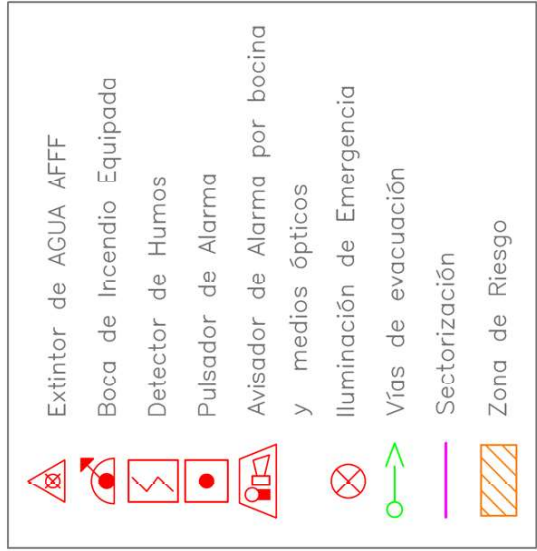 Extintor de AGUA AFFF
Boca de Incendio Equipada
Detector de Humos
Pulsador de Alarma
Avisador de Alarma por bocina
y medios ópticos
Iluminación de Emergencia
Vías de evacuación
Sectorización
Zona de Riesgo